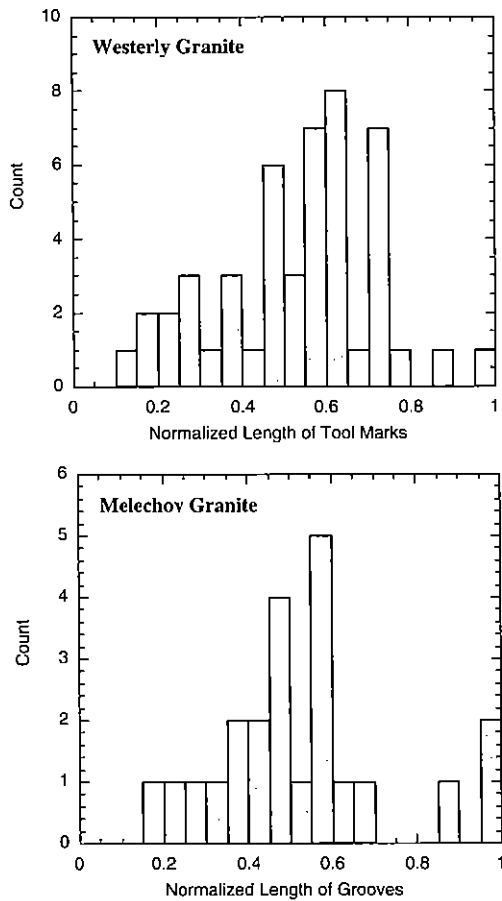 Westerly Granite
10
8
6
4
2
0
Count
0 0.2 0.4 0.6 0.8 1
Normalized Length of Tool Marks
Melechov Granite
6
5
4
3
2
1
0
Count
0 0.2 0.4 0.6 0.8 1
Normalized Length of Grooves